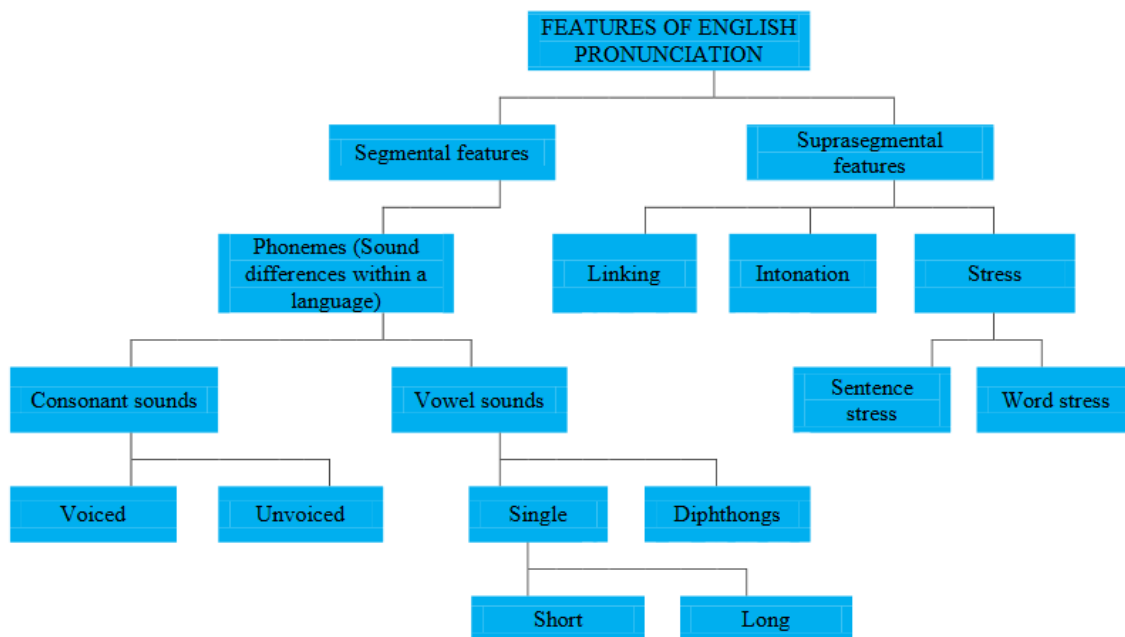 FEATURES OF ENGLISH
PRONUNCIATION
Segmental features
Suprasegmental
features
Phonemes (Sound
differences within a
language)
Linking
Intonation
Stress
Consonant sounds
Vowel sounds
Sentence
stress
Word stress
Voiced
Unvoiced
Single
Diphthongs
Short
Long